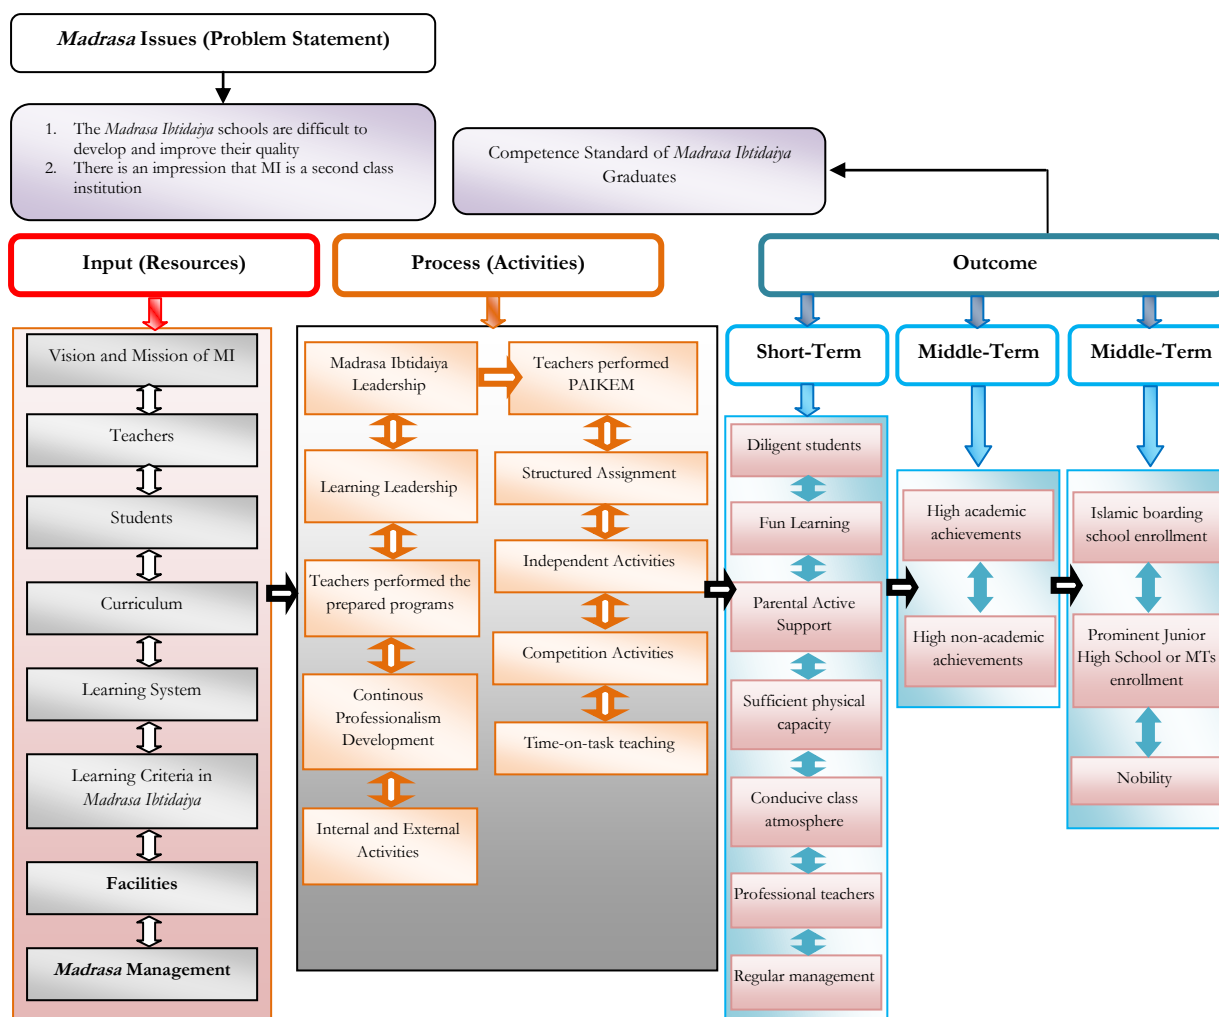 Madrasa Issues (Problem Statement)
1. The Madrasa Ibtidaiya schools are difficult to
develop and improve their quality
2. There is an impression that MI is a second class
institution
Competence Standard of Madrasa Ibtidaiya
Graduates
Input (Resources)
Process (Activities)
Outcome
Vision and Mission of MI
Teachers
Students
Curriculum
Learning System
Learning Criteria in
Madrasa Ibtidaiya
Facilities
Madrasa Management
Madrasa Ibtidaiya
Leadership
Learning Leadership
Teachers performed the
prepared programs
Continous
Professionalism
Development
Internal and External
Activities
Teachers performed
PAIKEM
Structured Assignment
Independent Activities
Competition Activities
Time-on-task teaching
Short-Term
Diligent students
Fun Learning
Parental Active
Support
Sufficient physical
capacity
Conducive class
atmosphere
Professional teachers
Regular management
Middle-Term
High academic
achievements
High non-academic
achievements
Middle-Term
Islamic boarding
school enrollment
Prominent Junior
High School or MTs
enrollment
Nobility